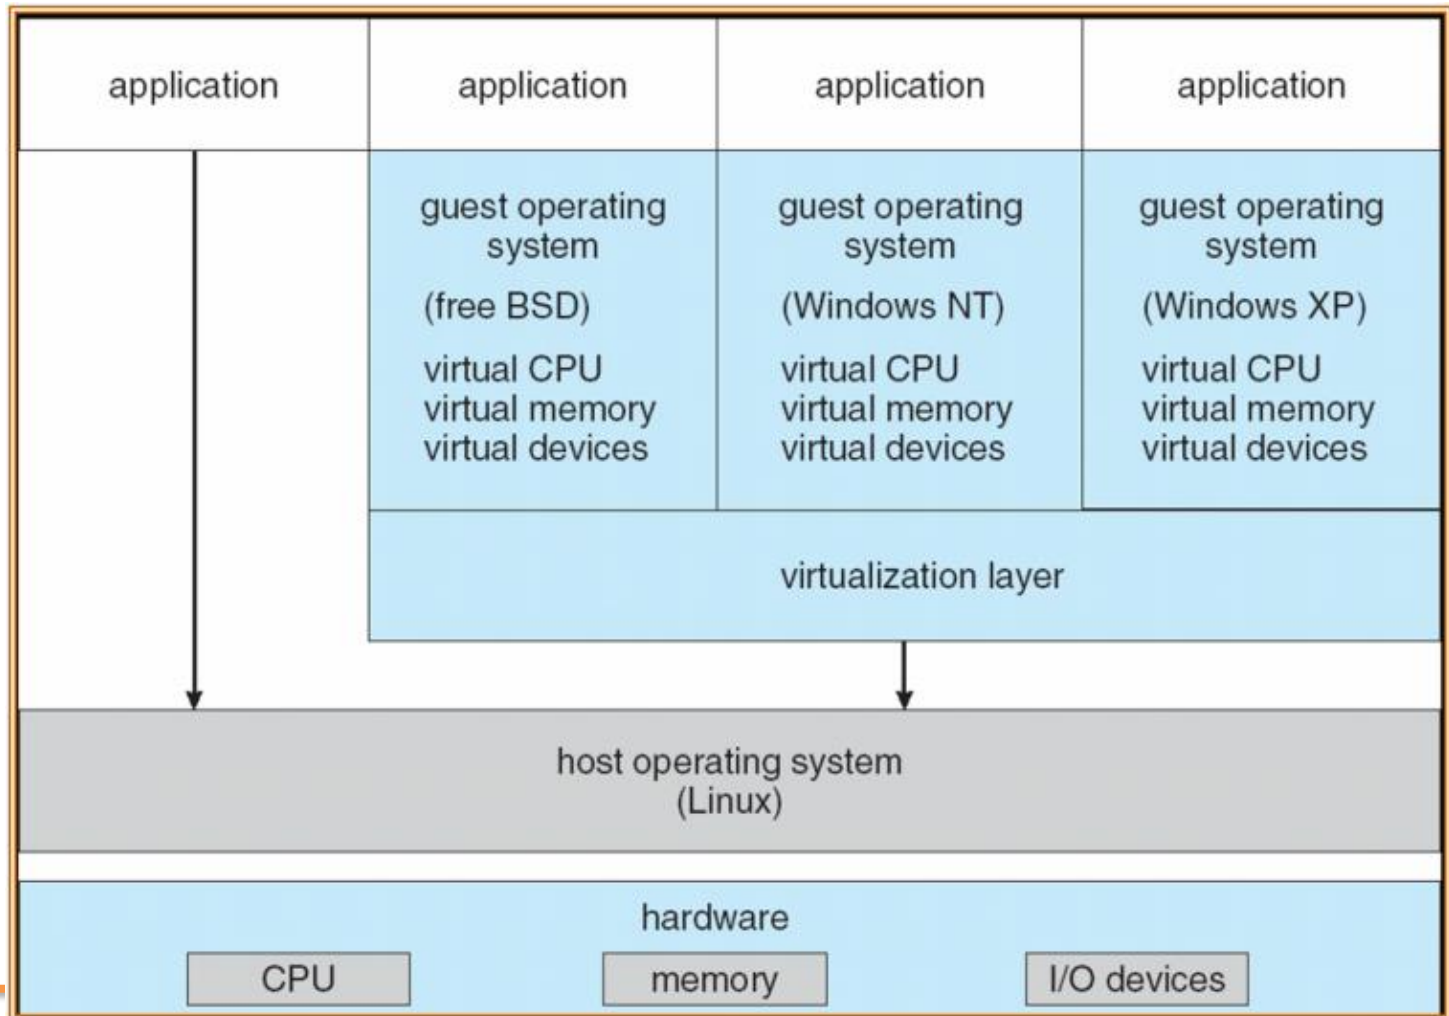 application
application
application
application
guest operating
system
(free BSD)
virtual CPU
virtual memory
virtual devices
guest operating
system
(Windows NT)
virtual CPU
virtual memory
virtual devices
guest operating
system
(Windows XP)
virtual CPU
virtual memory
virtual devices
virtualization layer
host operating system
(Linux)
hardware
CPU
memory
I/O devices